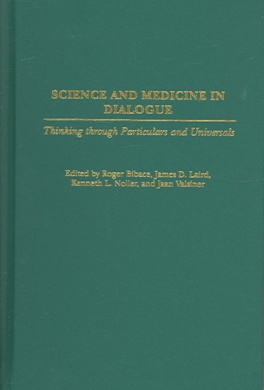 SCIENCE AND MEDICINE IN
DIALOGUE
Thinking through Particulars and Universals
Edited by Roger Bibace, James D. Laird,
Kenneth L. Noller, and Jaan Valsiner